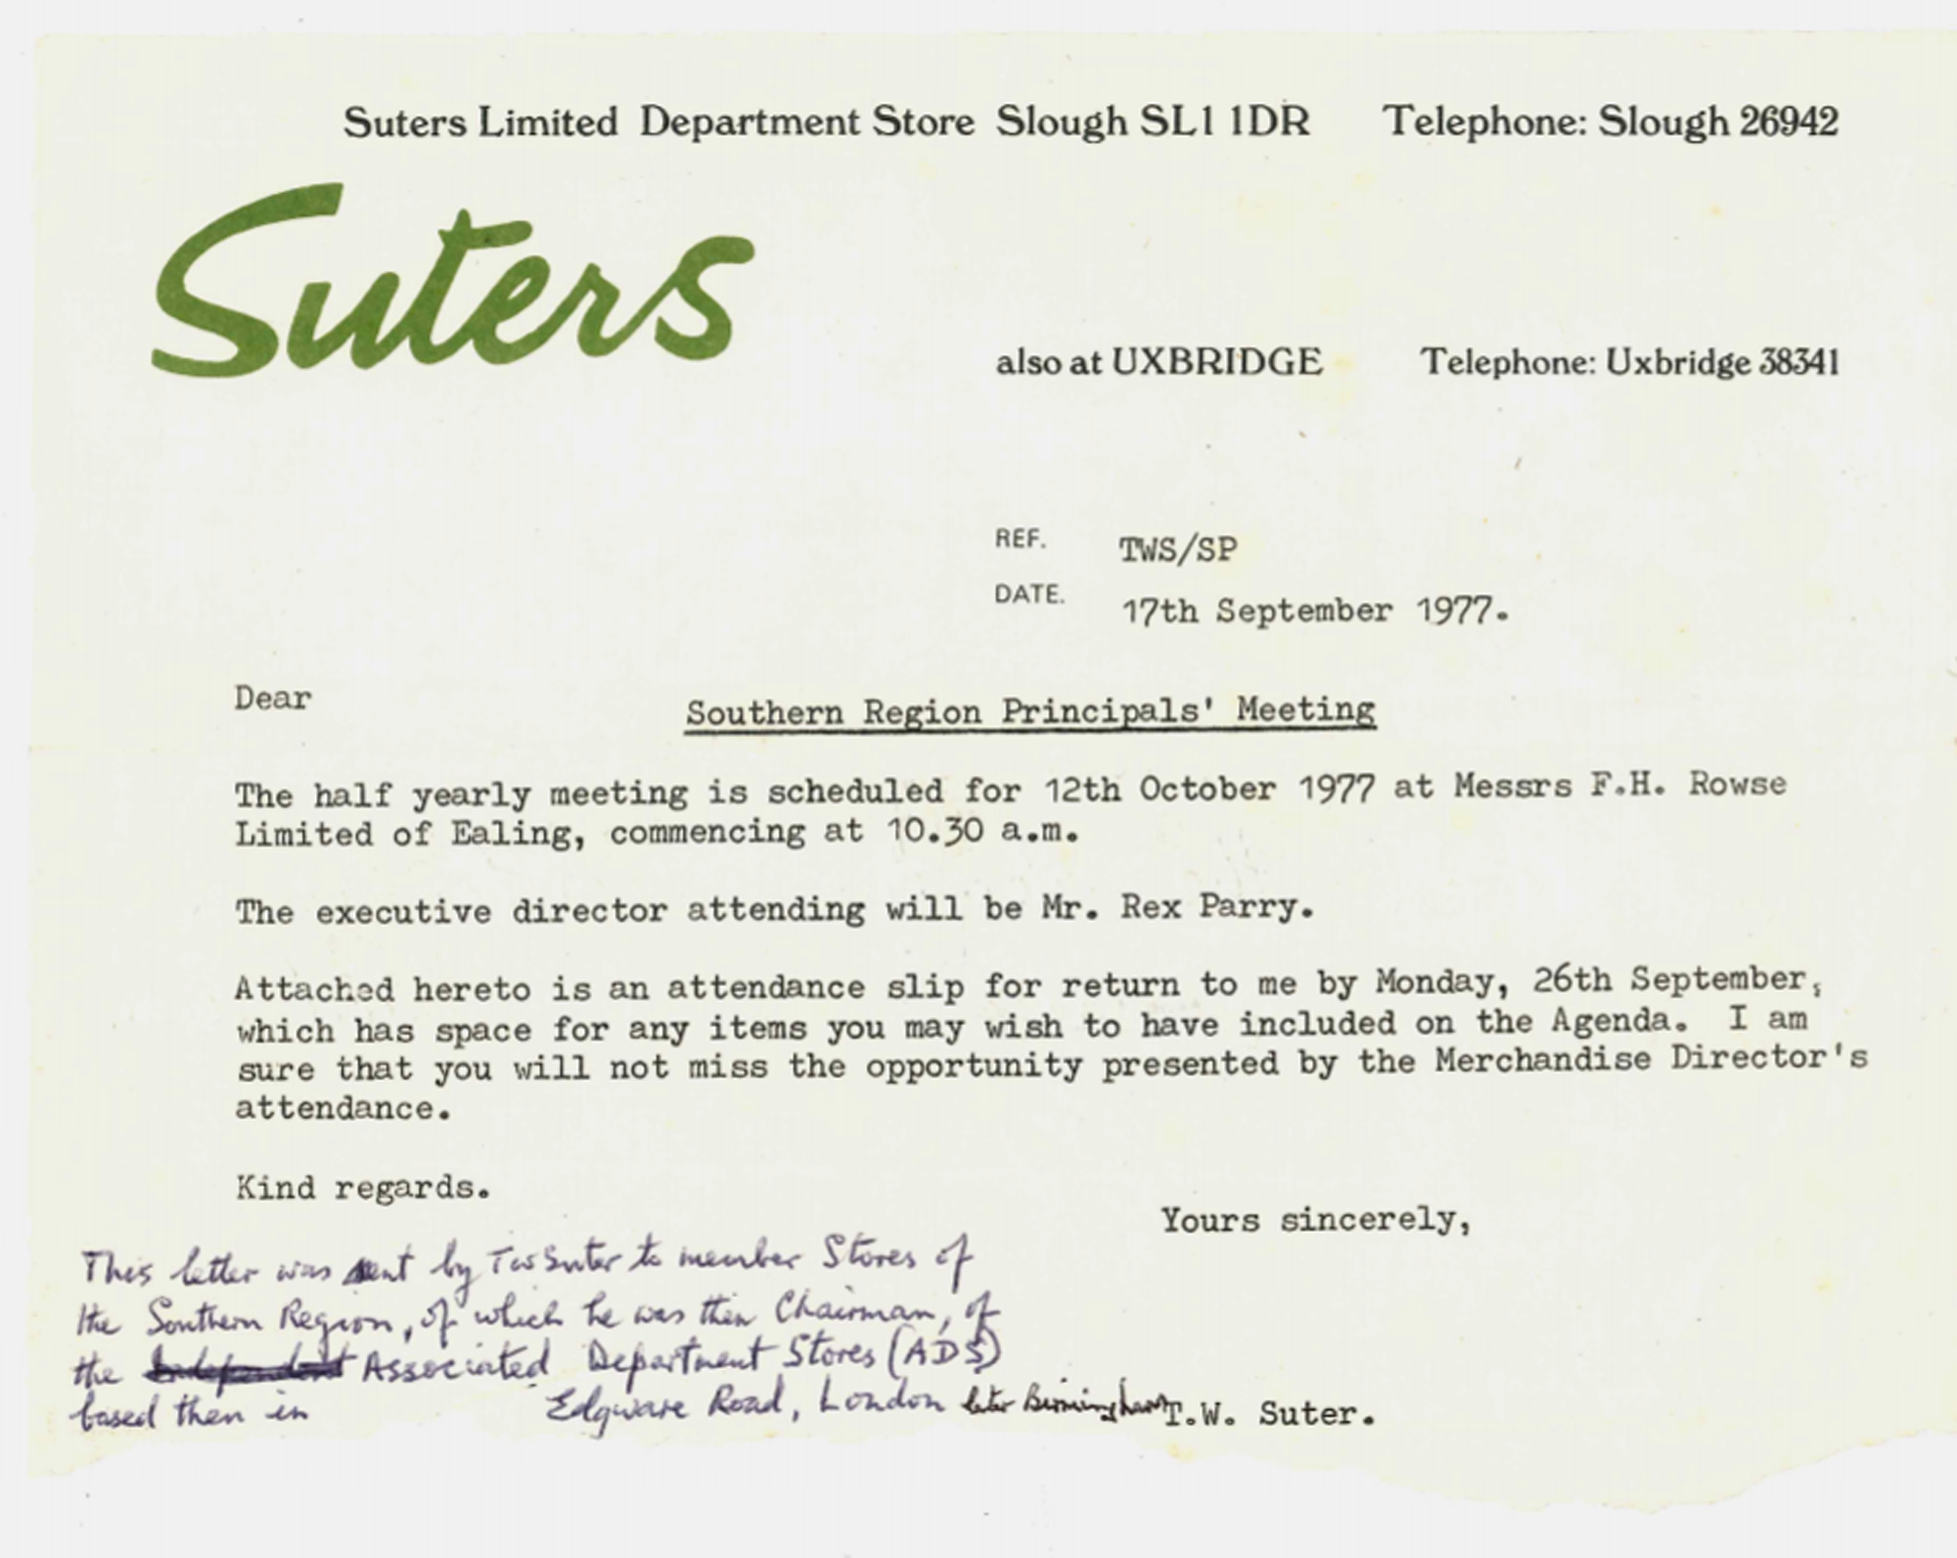 Suters Limited Department Store Slough SL1 1DR Telephone: Slough 26942
Suters
also at UXBRIDGE Telephone: Uxbridge 38341
REF. TWS/SP
DATE. 17th September 1977.
Dear
Southern Region Principals' Meeting
The half yearly meeting is scheduled for 12th October 1977 at Messrs F.H. Rowse
Limited of Ealing, commencing at 10.30 a.m.
The executive director attending will be Mr. Rex Parry.
Attached hereto is an attendance slip for return to me by Monday, 26th September,
which has space for any items you may wish to have included on the Agenda. I am
sure that you will not miss the opportunity presented by the Merchandise Director's
attendance.
Kind regards.
Yours sincerely,
This letter was sent by TW Suter to member Stores of
the Southern Region, of which he was then Chairman, of
the Independent Associated Department Stores (ADS)
based then in Edgware Road, London later Birmingham
T.W. Suter.